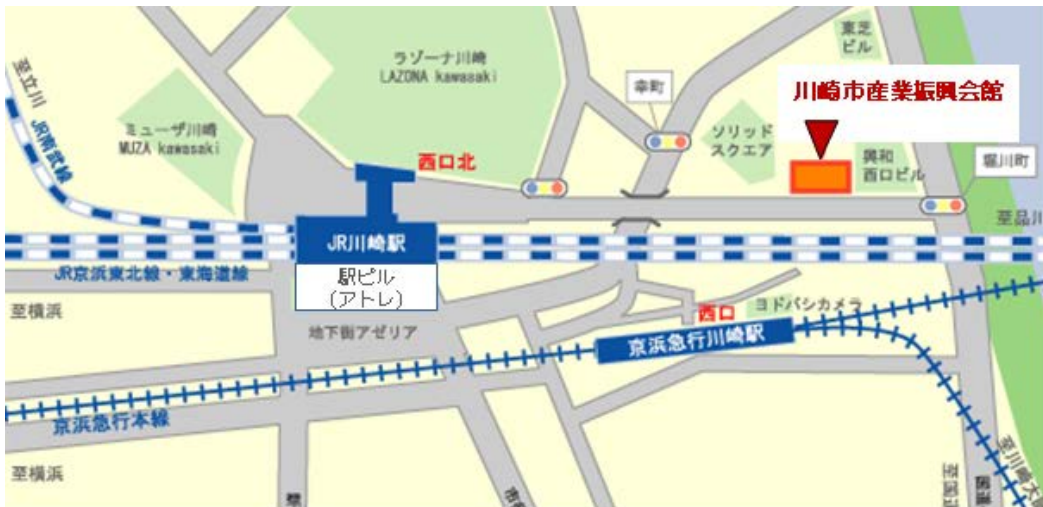 東芝
ビル
ラゾーナ川崎
LAZONA kawasaki
至立川
JR南武線
幸町
川崎市産業振興会館
ミューザ川崎
MUZA kawasaki
西口北
ソリッド
スクエア
興和
西口ビル
堀川町
至品川
JR川崎駅
JR京浜東北線・東海道線
駅ビル
(アトレ)
至横浜
地下街アゼリア
西口
ヨドバシカメラ
京浜急行川崎駅
京浜急行本線
至横浜
至川崎大